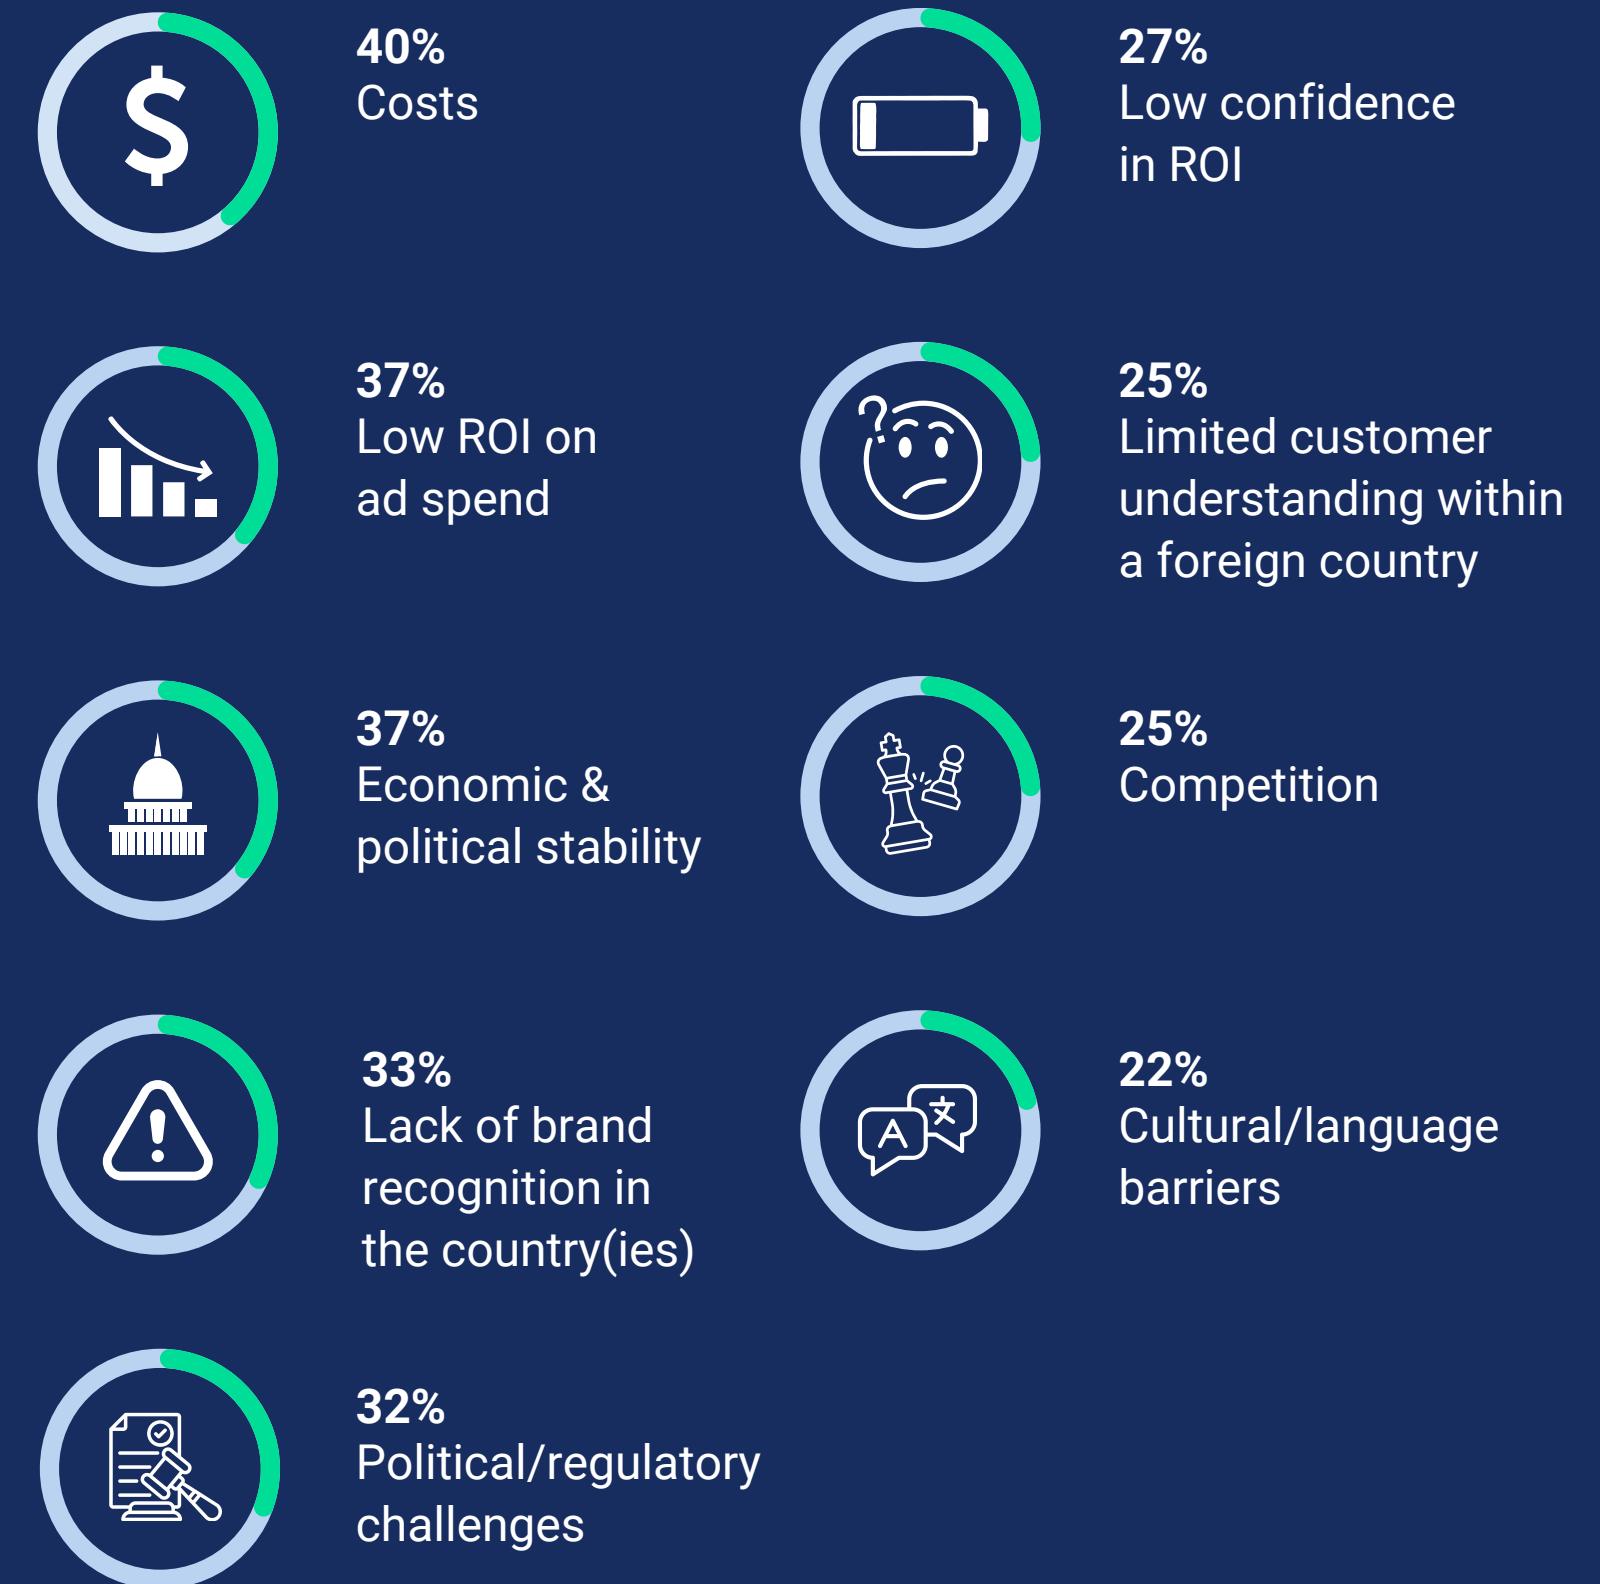 40%
Costs
37%
Low ROI on
ad spend
37%
Economic &
political stability
33%
Lack of brand
recognition in
the country(ies)
32%
Political/regulatory
challenges
27%
Low confidence
in ROI
25%
Limited customer
understanding within
a foreign country
25%
Competition
22%
Cultural/language
barriers
$
?
!
A
文